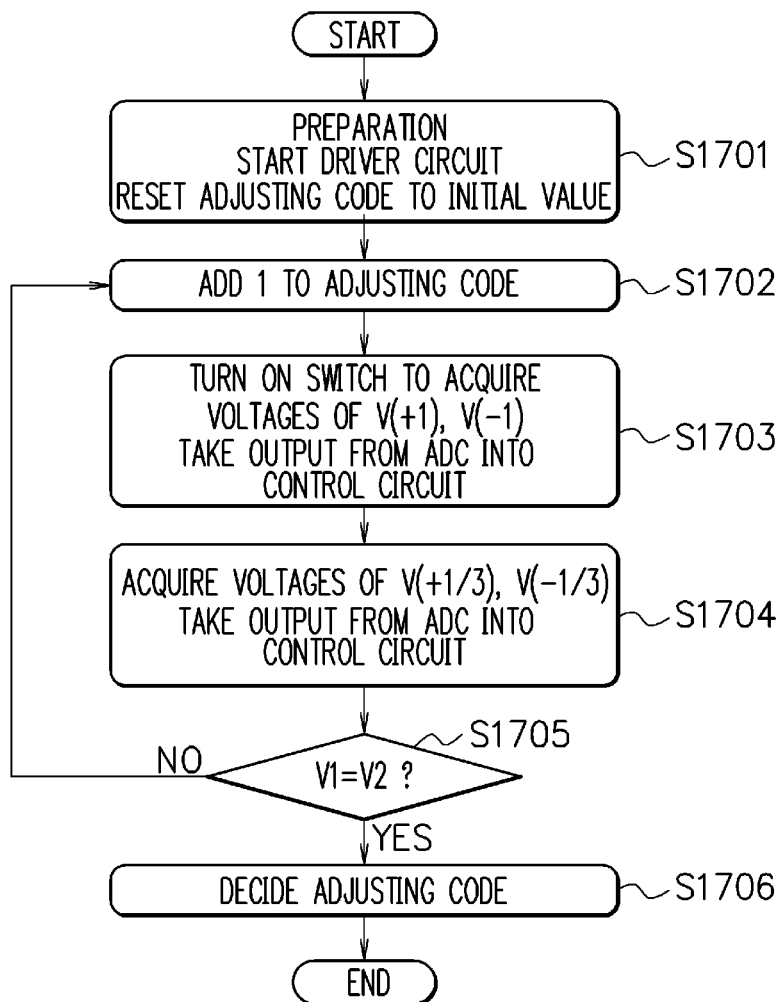 START
PREPARATION
START DRIVER CIRCUIT
RESET ADJUSTING CODE TO INITIAL VALUE
S1701
ADD 1 TO ADJUSTING CODE
S1702
TURN ON SWITCH TO ACQUIRE
VOLTAGES OF V(+1), V(-1)
TAKE OUTPUT FROM ADC INTO
CONTROL CIRCUIT
S1703
ACQUIRE VOLTAGES OF V(+1/3), V(-1/3)
TAKE OUTPUT FROM ADC INTO
CONTROL CIRCUIT
S1704
S1705
NO
V1=V2 ?
YES
DECIDE ADJUSTING CODE
S1706
END